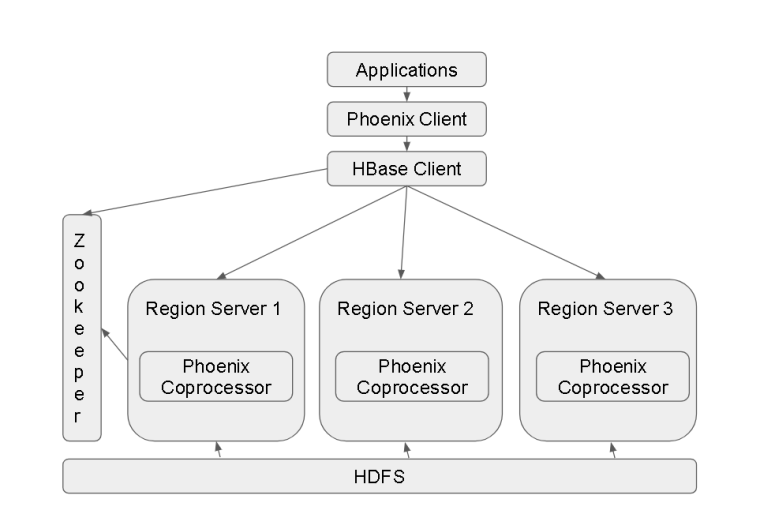 Applications
Phoenix Client
HBase Client
Zookeeper
Region Server 1
Region Server 2
Region Server 3
Phoenix
Coprocessor
Phoenix
Coprocessor
Phoenix
Coprocessor
HDFS